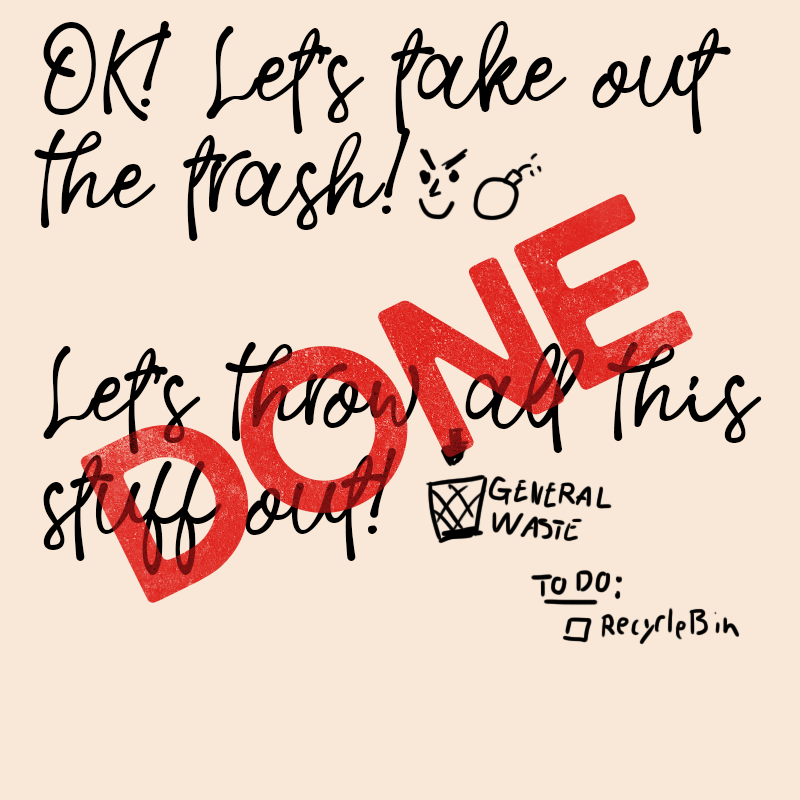 OK! Let's take out
the trash!
DONE
Let's throw all this
stuff out!
GENERAL
WASTE
TO DO:
RecycleBin